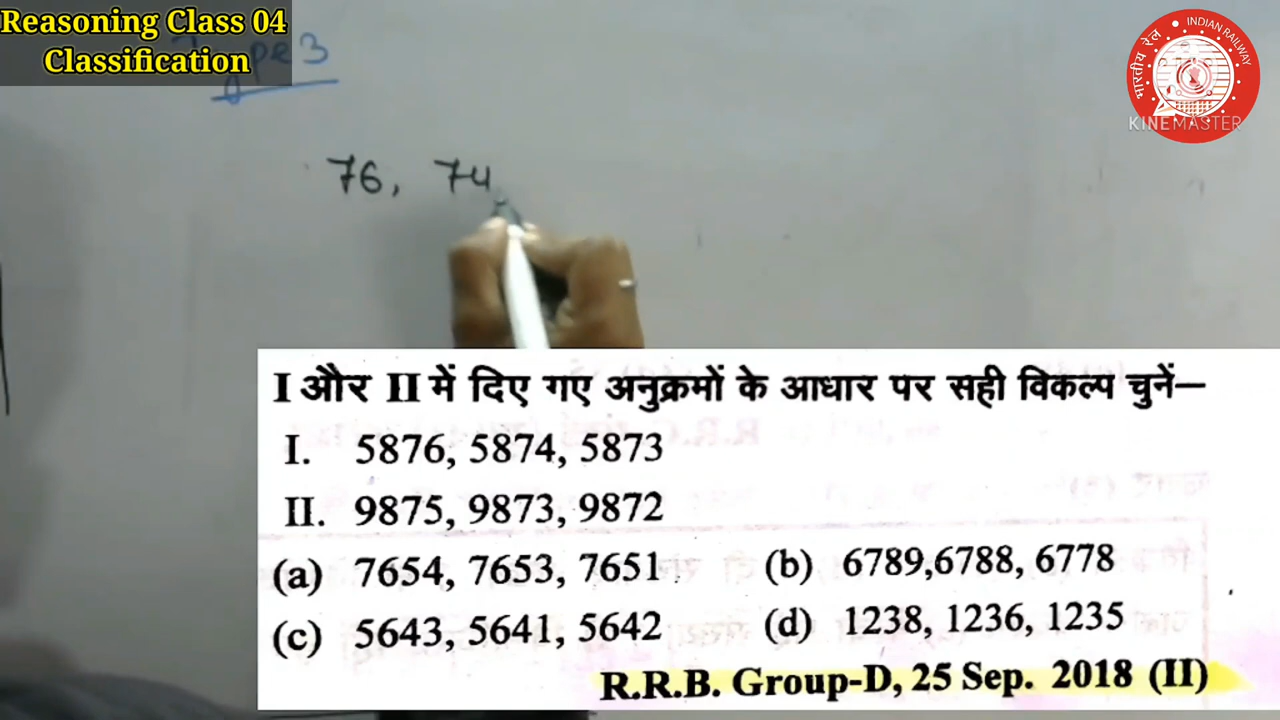 Reasoning Class 04
Classification
Type 3
भारतीय रेल
INDIAN RAILWAY
KINEMASTER
76, 74
I और II में दिए गए अनुक्रमों के आधार पर सही विकल्प चुनें—
I. 5876, 5874, 5873
II. 9875, 9873, 9872
(a) 7654, 7653, 7651
(b) 6789,6788, 6778
(c) 5643, 5641, 5642
(d) 1238, 1236, 1235
R.R.B. Group-D, 25 Sep. 2018 (II)